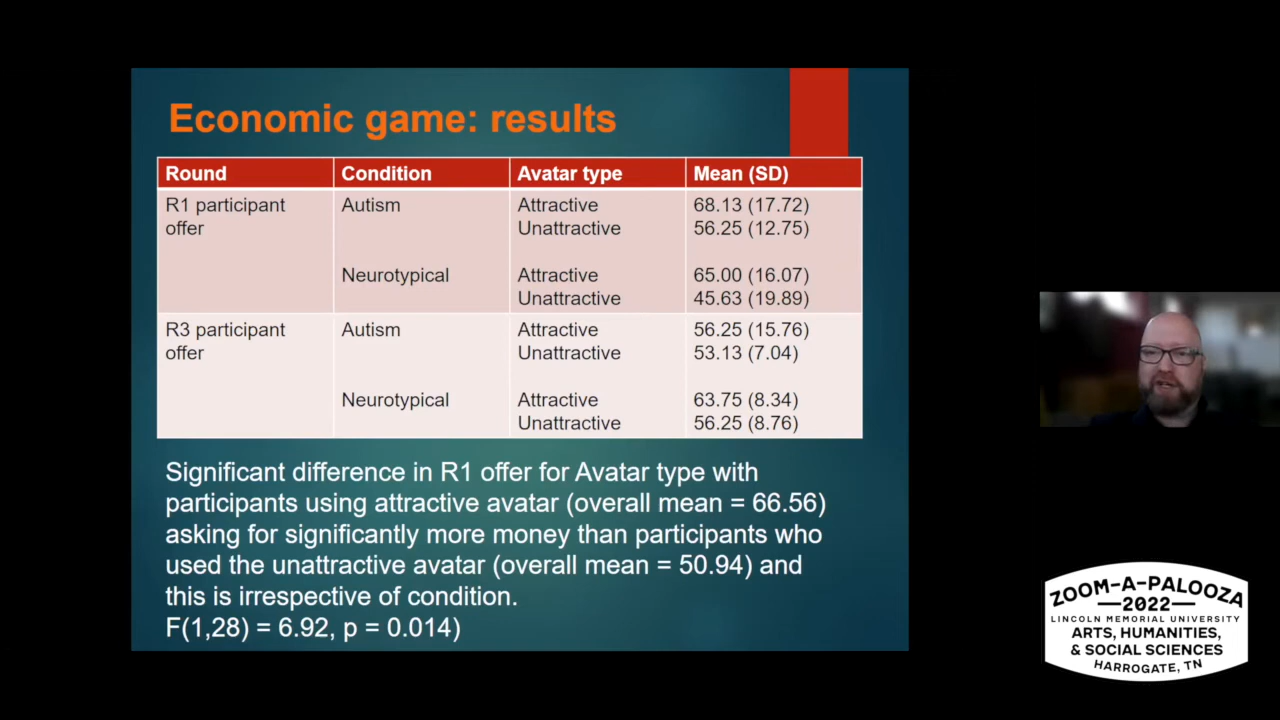 Economic game: results
Round Condition Avatar type Mean (SD)
R1 participant Autism Attractive 68.13 (17.72)
offer Unattractive 56.25 (12.75)
Neurotypical Attractive 65.00 (16.07)
Unattractive 45.63 (19.89)
R3 participant Autism Attractive 56.25 (15.76)
offer Unattractive 53.13 (7.04)
Neurotypical Attractive 63.75 (8.34)
Unattractive 56.25 (8.76)
Significant difference in R1 offer for Avatar type with
participants using attractive avatar (overall mean = 66.56)
asking for significantly more money than participants who
used the unattractive avatar (overall mean = 50.94) and
this is irrespective of condition.
F(1,28) = 6.92, p = 0.014)
ZOOM-A-PALOOZA
2022
LINCOLN MEMORIAL UNIVERSITY
ARTS, HUMANITIES,
& SOCIAL SCIENCES
HARROGATE, TN